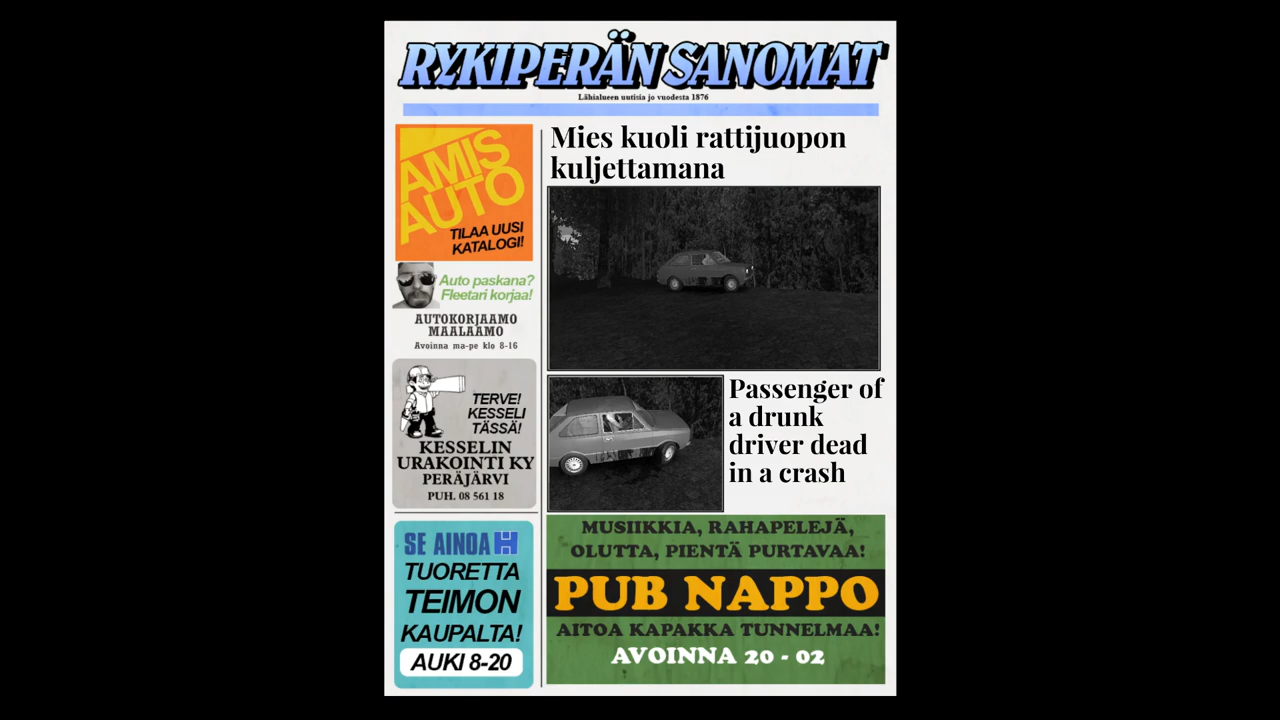 RYKIPERÄN SANOMAT
Lähialueen uutisia jo vuodesta 1876
AMIS
AUTO
TILAA UUSI
KATALOGI!
Auto paskana?
Fleetari korjaa!
AUTOKORJAAMO
MAALAAMO
Avoinna ma-pe klo 8-16
TERVE!
KESSELI
TÄSSÄ!
KESSELIN
URAKOINTI KY
PERÄJÄRVI
PUH. 08 561 18
SE AINOA H
TUORETTA
TEIMON
KAUPALTA!
AUKI 8-20
Mies kuoli rattijuopon
kuljettamana
Passenger of
a drunk
driver dead
in a crash
MUSIIKKIA, RAHAPELEJÄ,
OLUTTA, PIENTÄ PURTAVAA!
PUB NAPPO
AITOA KAPAKKA TUNNELMAA!
AVOINNA 20 - 02